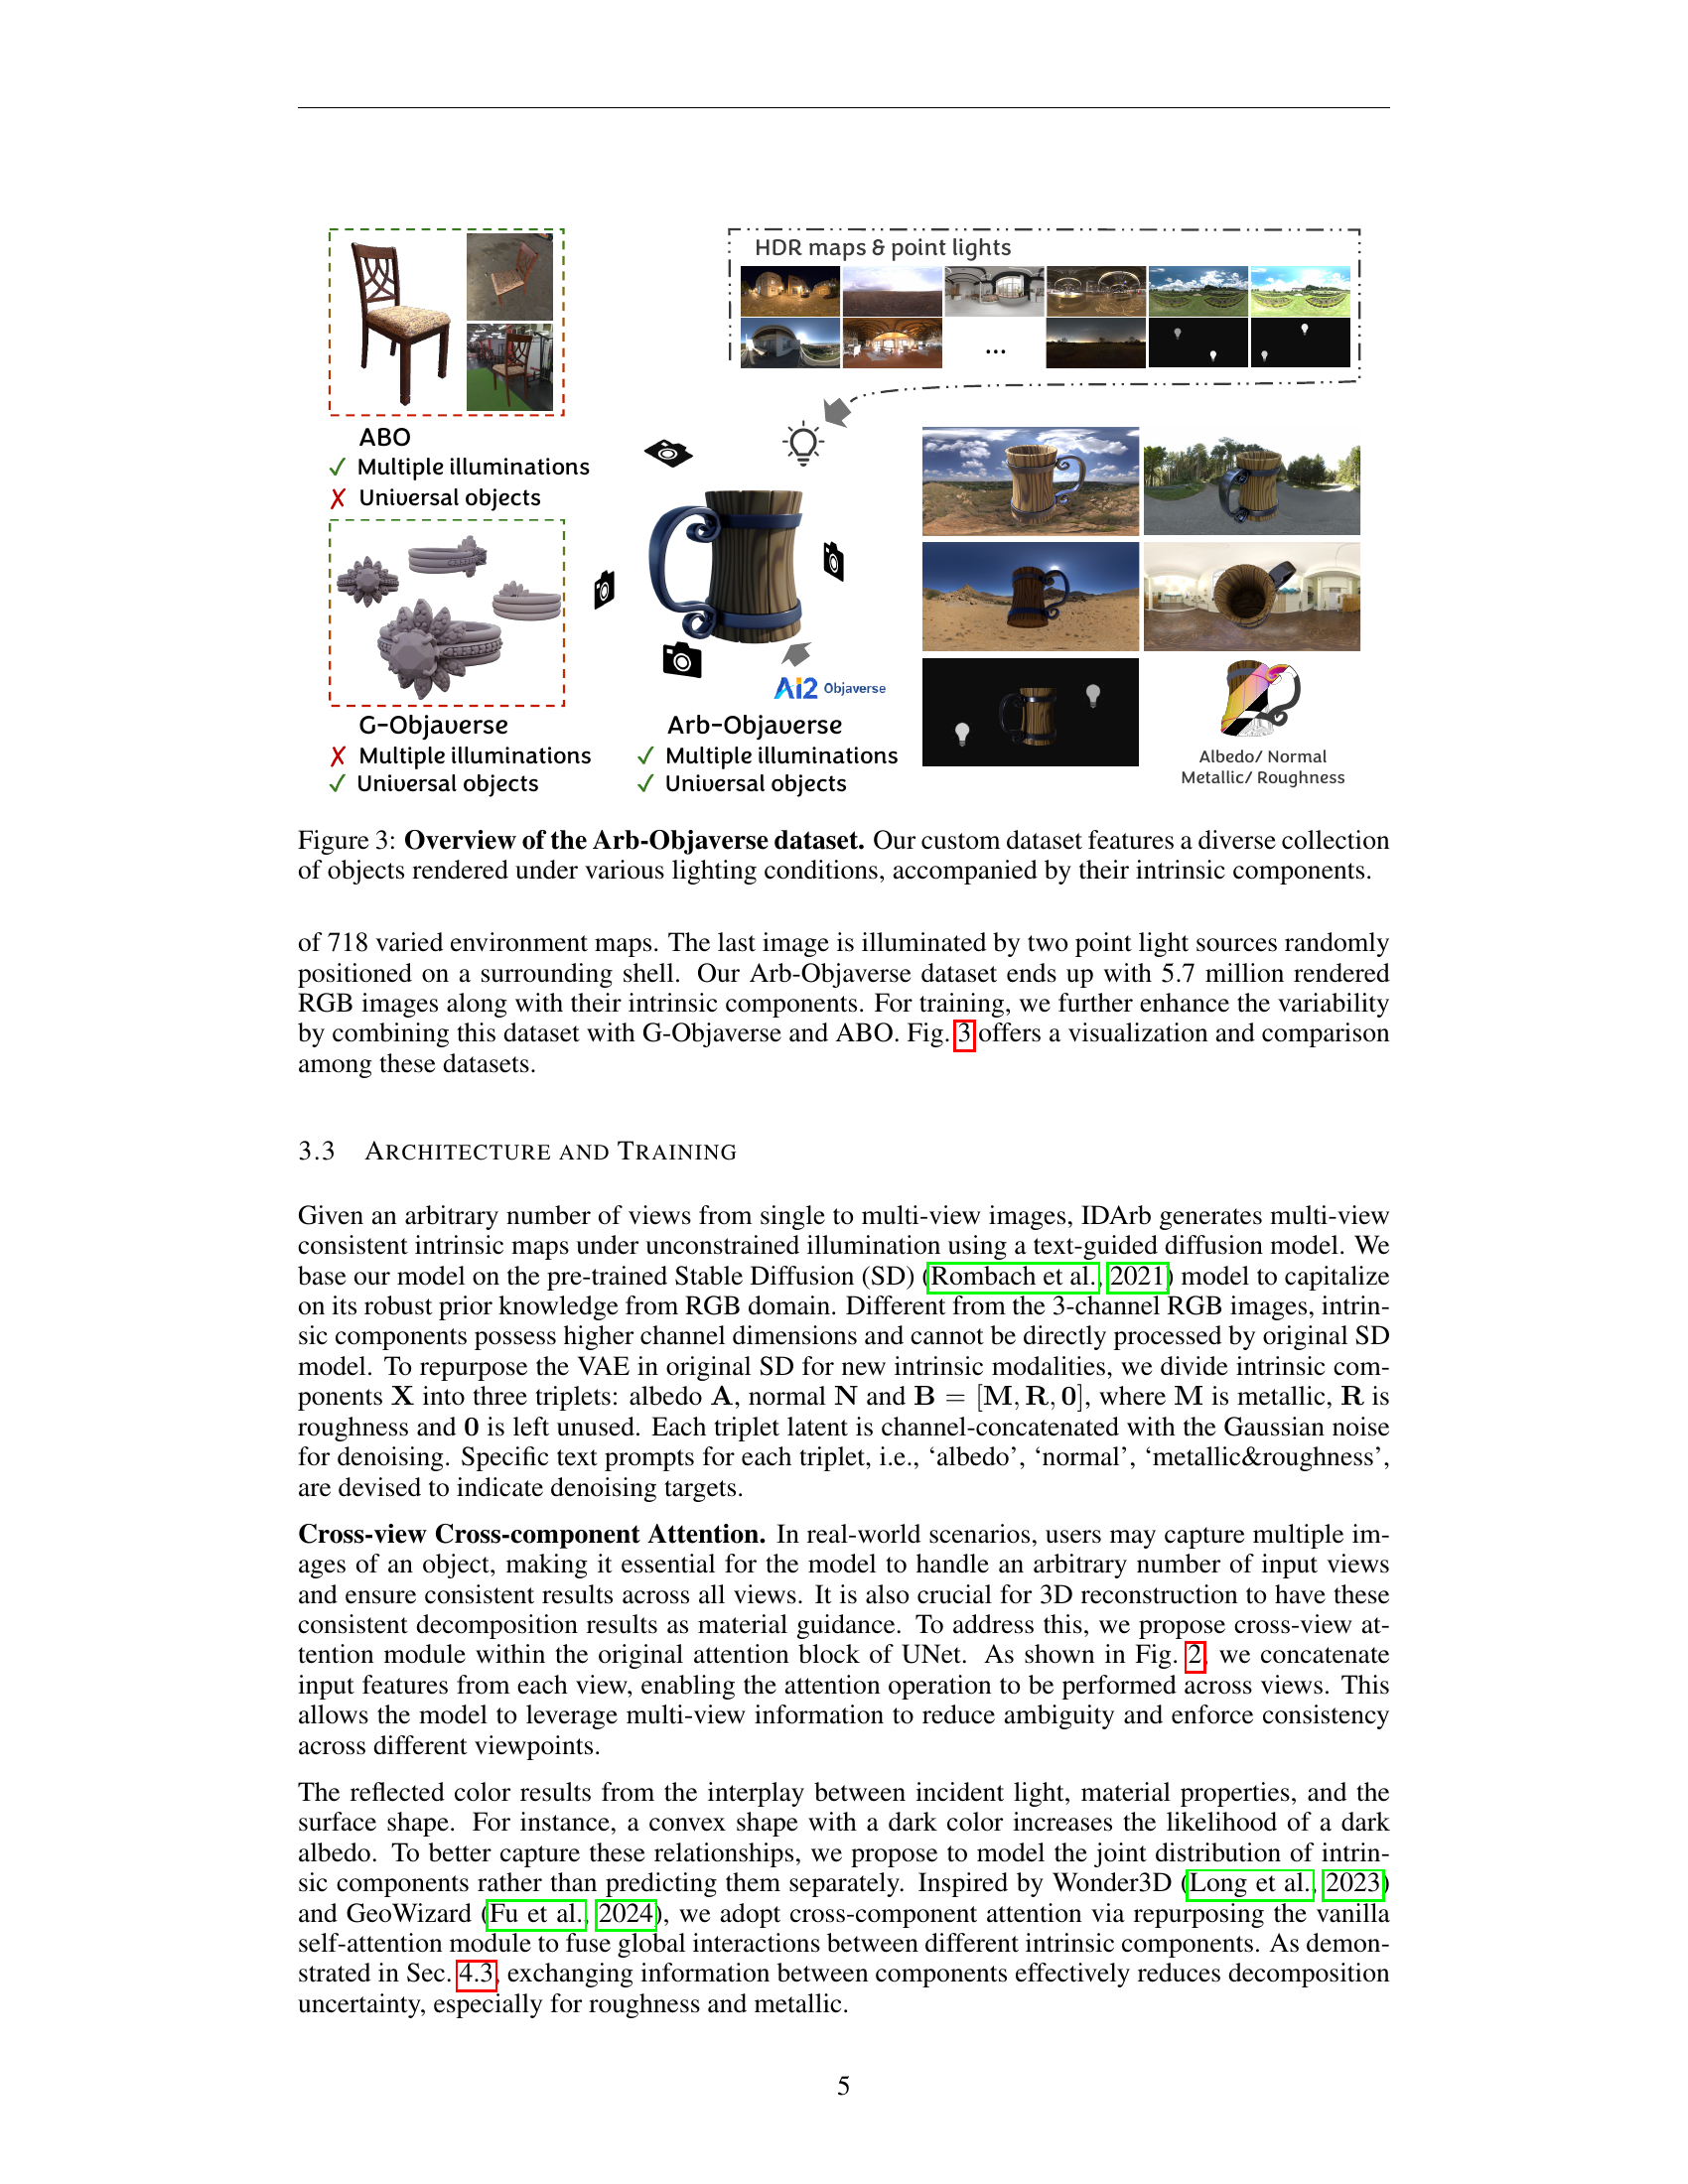 HDR maps & point lights
...
ABO
✓ Multiple illuminations
✗ Universal objects
Ai2 Objaverse
G-Objaverse
✗ Multiple illuminations
✓ Universal objects
Arb-Objaverse
✓ Multiple illuminations
✓ Universal objects
Albedo/ Normal
Metallic/ Roughness
Figure 3: Overview of the Arb-Objaverse dataset. Our custom dataset features a diverse collection
of objects rendered under various lighting conditions, accompanied by their intrinsic components.
of 718 varied environment maps. The last image is illuminated by two point light sources randomly
positioned on a surrounding shell. Our Arb-Objaverse dataset ends up with 5.7 million rendered
RGB images along with their intrinsic components. For training, we further enhance the variability
by combining this dataset with G-Objaverse and ABO. Fig. 3 offers a visualization and comparison
among these datasets.
3.3 ARCHITECTURE AND TRAINING
Given an arbitrary number of views from single to multi-view images, IDArb generates multi-view
consistent intrinsic maps under unconstrained illumination using a text-guided diffusion model. We
base our model on the pre-trained Stable Diffusion (SD) (Rombach et al., 2021) model to capitalize
on its robust prior knowledge from RGB domain. Different from the 3-channel RGB images, intrin-
sic components possess higher channel dimensions and cannot be directly processed by original SD
model. To repurpose the VAE in original SD for new intrinsic modalities, we divide intrinsic com-
ponents X into three triplets: albedo A, normal N and B = [M, R, 0], where M is metallic, R is
roughness and 0 is left unused. Each triplet latent is channel-concatenated with the Gaussian noise
for denoising. Specific text prompts for each triplet, i.e., ‘albedo’, ‘normal’, ‘metallic&roughness’,
are devised to indicate denoising targets.
Cross-view Cross-component Attention. In real-world scenarios, users may capture multiple im-
ages of an object, making it essential for the model to handle an arbitrary number of input views
and ensure consistent results across all views. It is also crucial for 3D reconstruction to have these
consistent decomposition results as material guidance. To address this, we propose cross-view at-
tention module within the original attention block of UNet. As shown in Fig. 2, we concatenate
input features from each view, enabling the attention operation to be performed across views. This
allows the model to leverage multi-view information to reduce ambiguity and enforce consistency
across different viewpoints.
The reflected color results from the interplay between incident light, material properties, and the
surface shape. For instance, a convex shape with a dark color increases the likelihood of a dark
albedo. To better capture these relationships, we propose to model the joint distribution of intrin-
sic components rather than predicting them separately. Inspired by Wonder3D (Long et al., 2023)
and GeoWizard (Fu et al., 2024), we adopt cross-component attention via repurposing the vanilla
self-attention module to fuse global interactions between different intrinsic components. As demon-
strated in Sec. 4.3, exchanging information between components effectively reduces decomposition
uncertainty, especially for roughness and metallic.
5